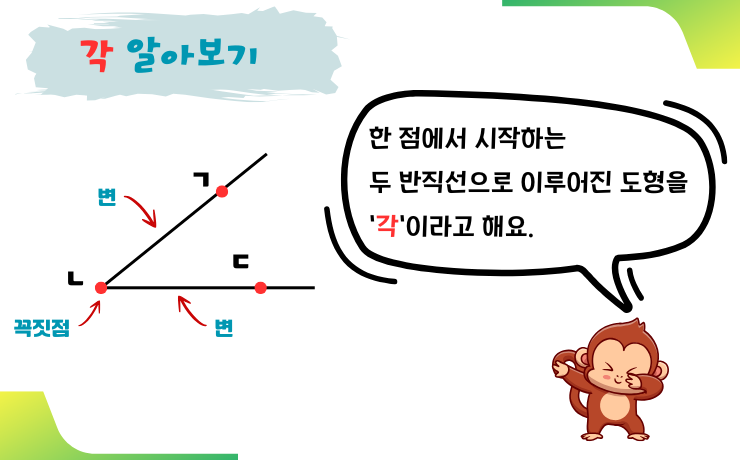 각 알아보기
한 점에서 시작하는
두 반직선으로 이루어진 도형을
'각'이라고 해요.
ㄱ
변
ㄷ
ㄴ
꼭짓점
변